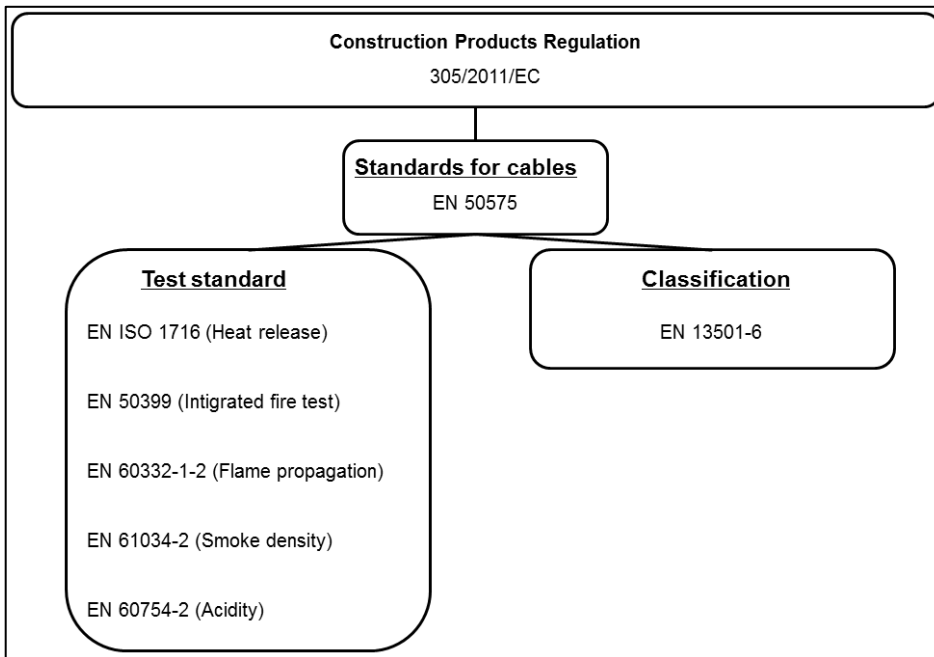 Construction Products Regulation
305/2011/EC
Standards for cables
EN 50575
Test standard
EN ISO 1716 (Heat release)
EN 50399 (Intigrated fire test)
EN 60332-1-2 (Flame propagation)
EN 61034-2 (Smoke density)
EN 60754-2 (Acidity)
Classification
EN 13501-6